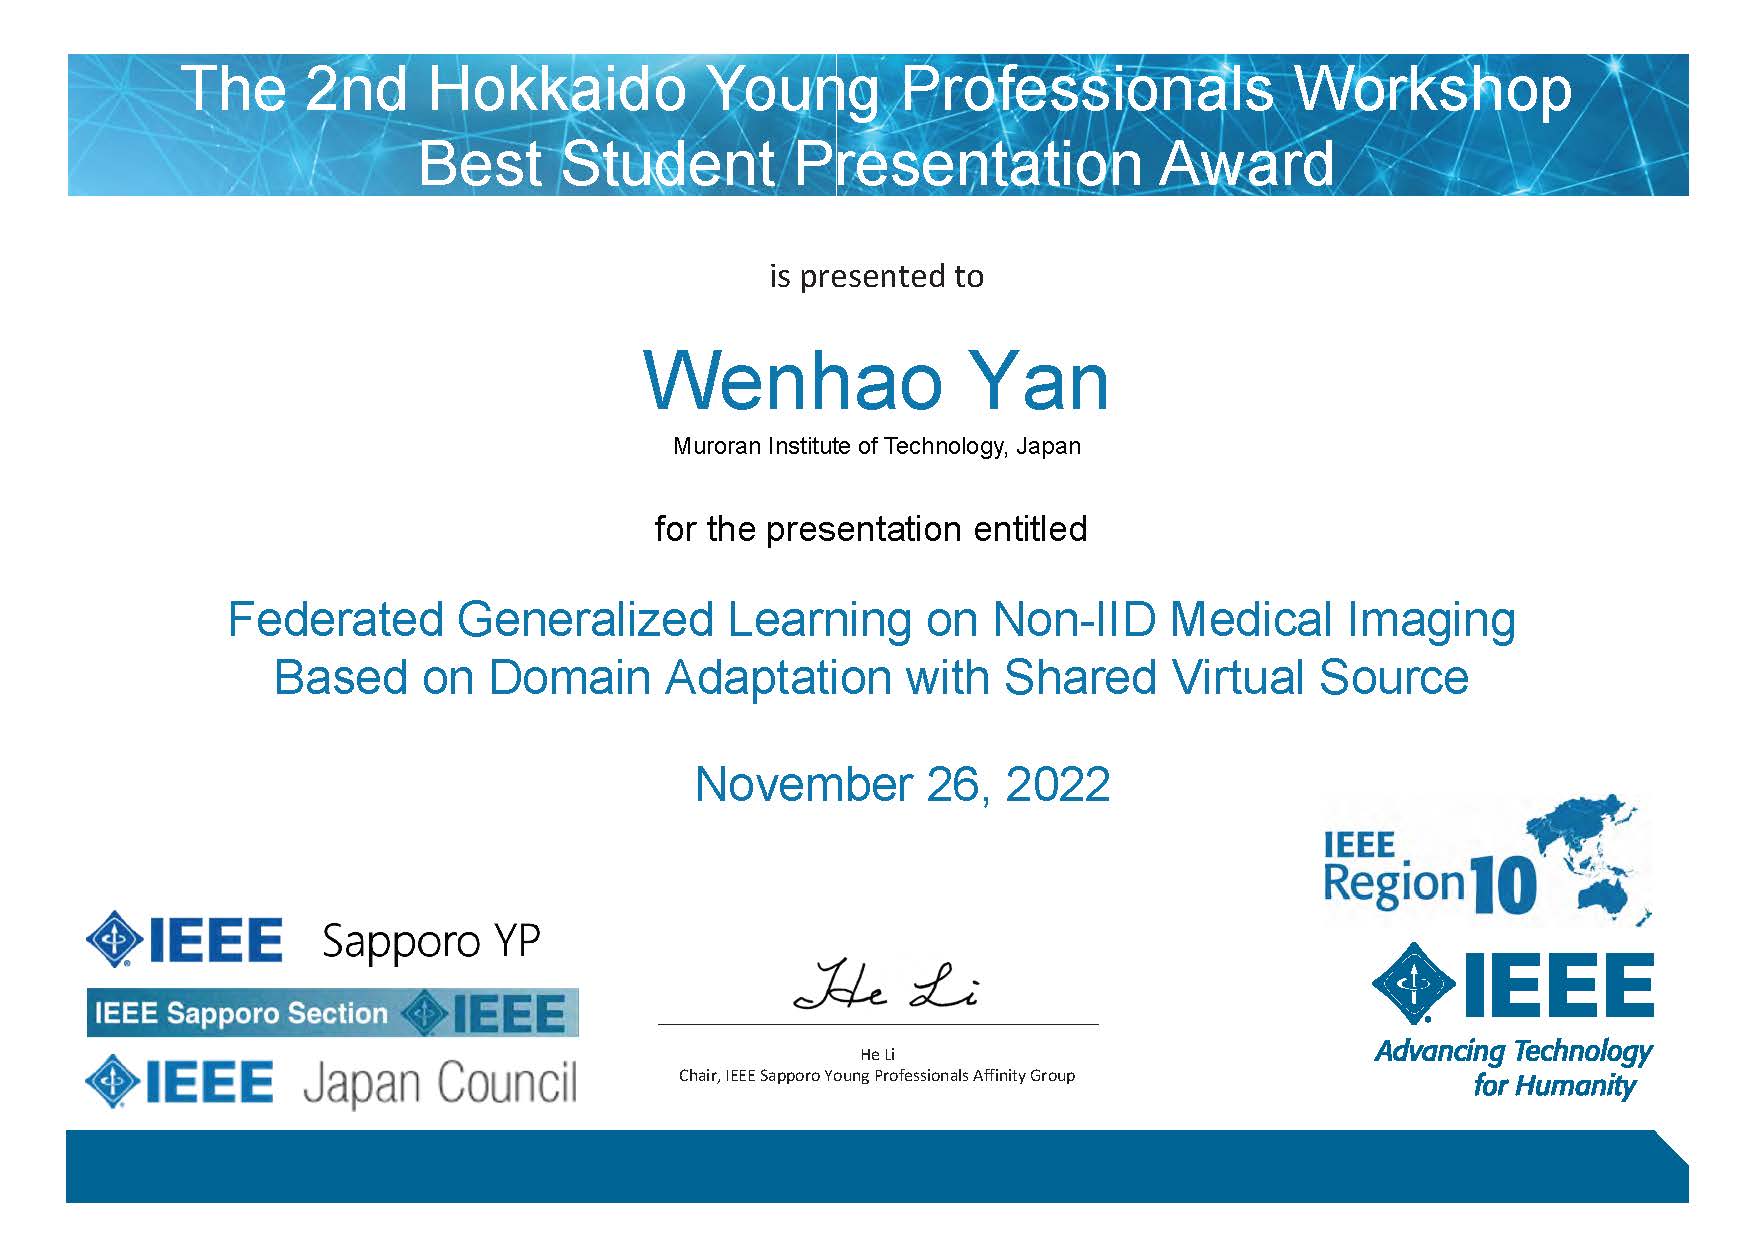 The 2nd Hokkaido Young Professionals Workshop
Best Student Presentation Award
is presented to
Wenhao Yan
Muroran Institute of Technology, Japan
for the presentation entitled
Federated Generalized Learning on Non-IID Medical Imaging
Based on Domain Adaptation with Shared Virtual Source
November 26, 2022
IEEE
Region 10
IEEE Sapporo YP
IEEE Sapporo Section IEEE
IEEE Japan Council
He Li
He Li
Chair, IEEE Sapporo Young Professionals Affinity Group
IEEE
Advancing Technology
for Humanity